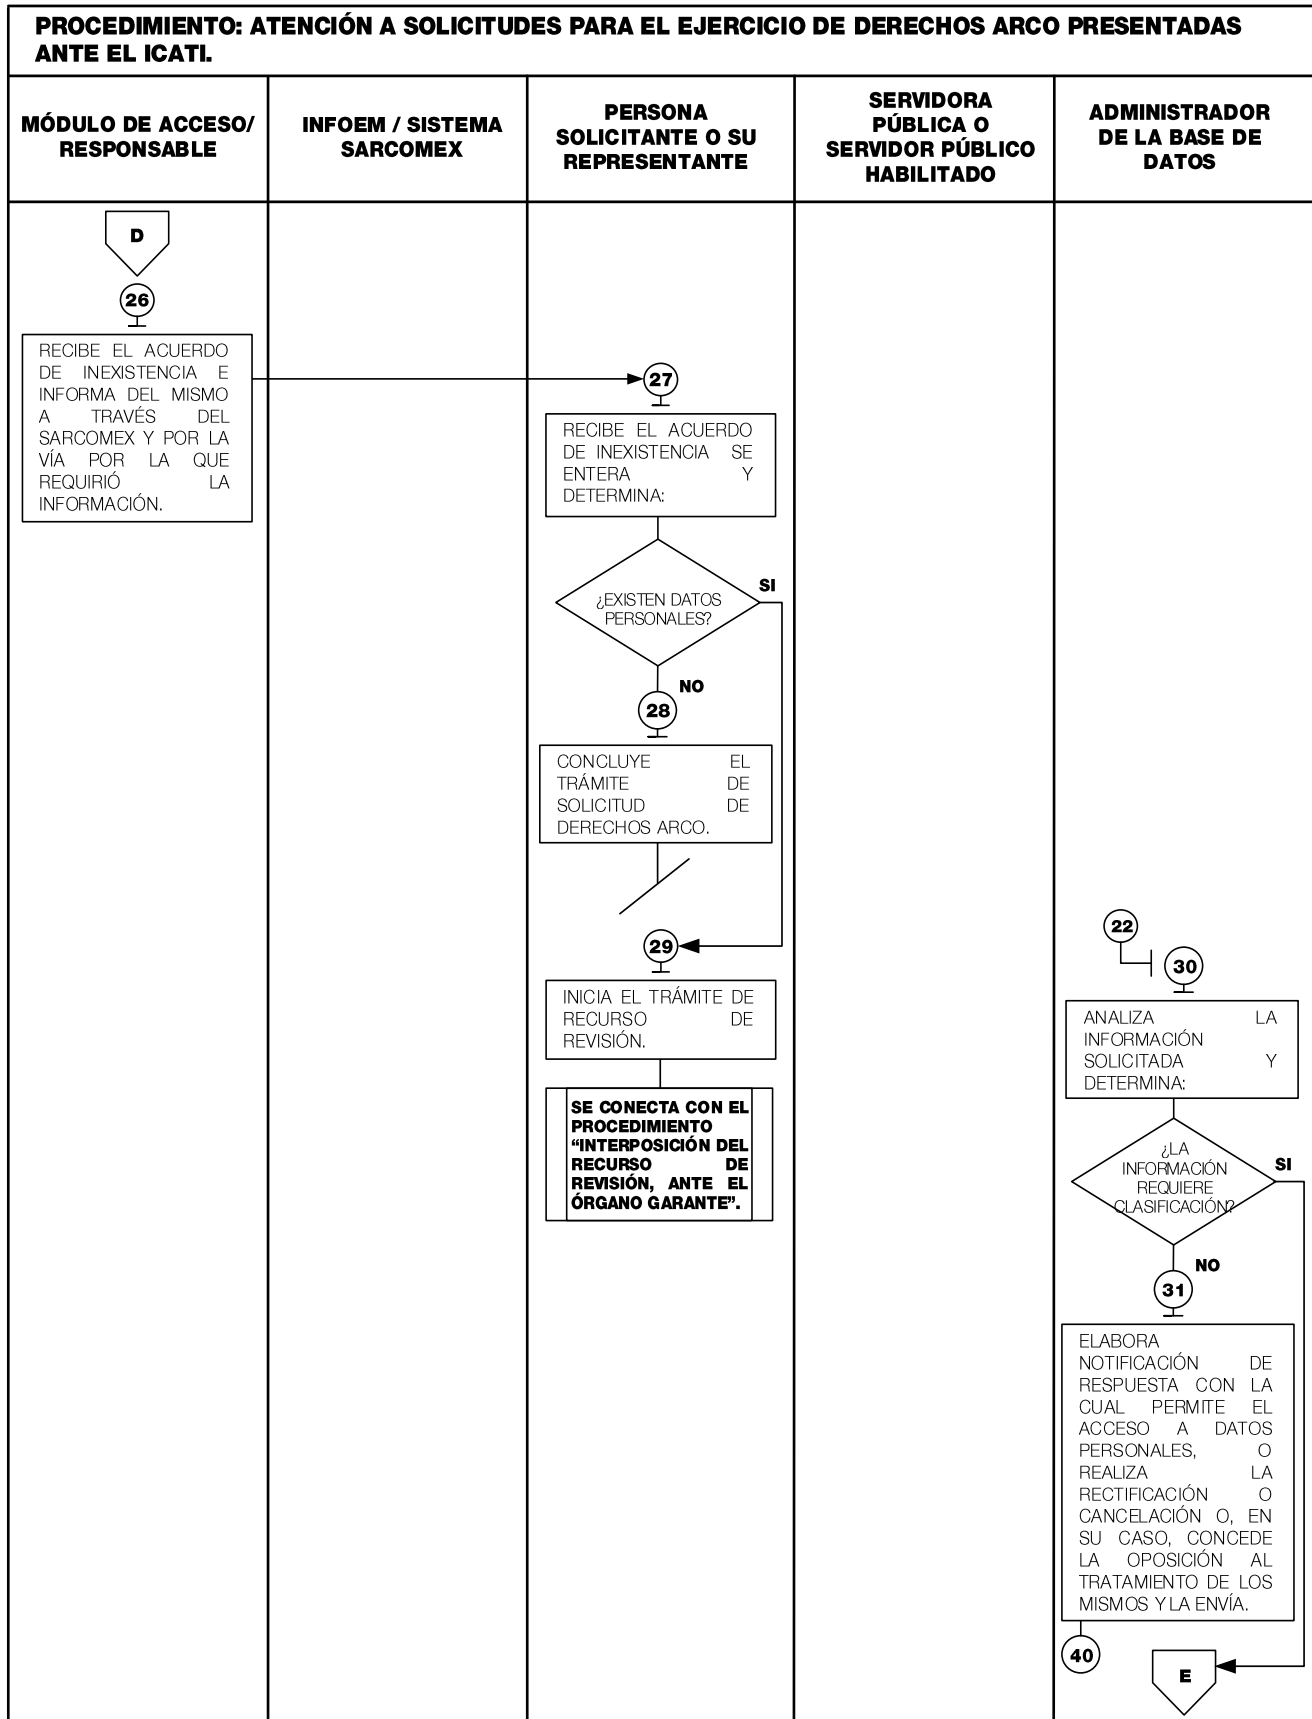 PROCEDIMIENTO: ATENCIÓN A SOLICITUDES PARA EL EJERCICIO DE DERECHOS ARCO PRESENTADAS
ANTE EL ICATI.
MÓDULO DE ACCESO/
RESPONSABLE
INFOEM / SISTEMA
SARCOMEX
PERSONA
SOLICITANTE O SU
REPRESENTANTE
SERVIDORA
PÚBLICA O
SERVIDOR PÚBLICO
HABILITADO
ADMINISTRADOR
DE LA BASE DE
DATOS
D
26
RECIBE EL ACUERDO
DE INEXISTENCIA E
INFORMA DEL MISMO
A TRAVÉS DEL
SARCOMEX Y POR LA
VÍA POR LA QUE
REQUIRIÓ LA
INFORMACIÓN.
27
RECIBE EL ACUERDO
DE INEXISTENCIA SE
ENTERA Y
DETERMINA:
¿EXISTEN DATOS
PERSONALES?
SI
NO
28
CONCLUYE EL
TRÁMITE DE
SOLICITUD DE
DERECHOS ARCO.
29
INICIA EL TRÁMITE DE
RECURSO DE
REVISIÓN.
SE CONECTA CON EL
PROCEDIMIENTO
“INTERPOSICIÓN DEL
RECURSO DE
REVISIÓN, ANTE EL
ÓRGANO GARANTE”.
22
30
ANALIZA LA
INFORMACIÓN
SOLICITADA Y
DETERMINA:
¿LA
INFORMACIÓN
REQUIERE
CLASIFICACIÓN?
SI
NO
31
ELABORA
NOTIFICACIÓN DE
RESPUESTA CON LA
CUAL PERMITE EL
ACCESO A DATOS
PERSONALES, O
REALIZA LA
RECTIFICACIÓN O
CANCELACIÓN O, EN
SU CASO, CONCEDE
LA OPOSICIÓN AL
TRATAMIENTO DE LOS
MISMOS Y LA ENVÍA.
40
E